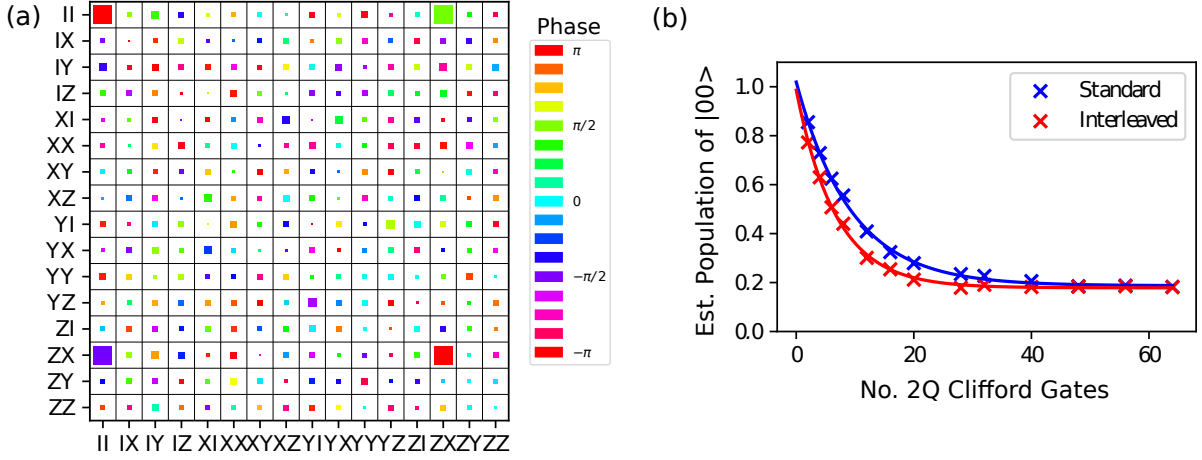 (a)
II
IX
IY
IZ
XI
XX
XY
XZ
YI
YX
YY
YZ
ZI
ZX
ZY
ZZ
II IX IY IZ XI XX XY XZ YI YX YY YZ ZI ZX ZY ZZ
Phase
π
π/2
0
−π/2
−π
(b)
Est. Population of |00>
1.0
0.8
0.6
0.4
0.2
0.0
Standard
Interleaved
0 20 40 60
No. 2Q Clifford Gates